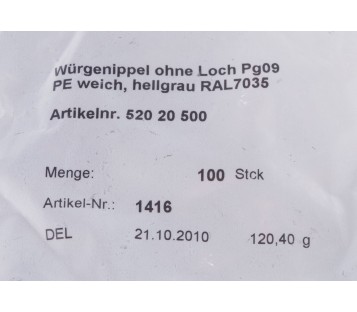 Würgenippel ohne Loch Pg09
PE weich, hellgrau RAL7035
Artikelnr. 520 20 500
Menge: 100 Stck
Artikel-Nr.: 1416
DEL 21.10.2010 120,40 g